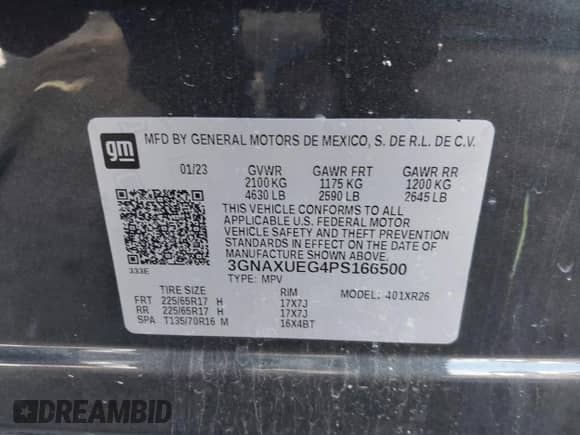 gm MFD BY GENERAL MOTORS DE MEXICO, S. DE R.L. DE C.V.
01/23 GVWR GAWR FRT GAWR RR
2100 KG 1175 KG 1200 KG
4630 LB 2590 LB 2645 LB
THIS VEHICLE CONFORMS TO ALL
APPLICABLE U.S. FEDERAL MOTOR
VEHICLE SAFETY AND THEFT PREVENTION
STANDARDS IN EFFECT ON THE DATE OF
MANUFACTURE SHOWN ABOVE.
333E 3GNAXUEG4PS166500
TYPE: MPV MODEL: 401XR26
TIRE SIZE RIM
FRT 225/65R17 H 17X7J
RR 225/65R17 H 17X7J
SPA T135/70R16 M 16X4BT
DREAMBID